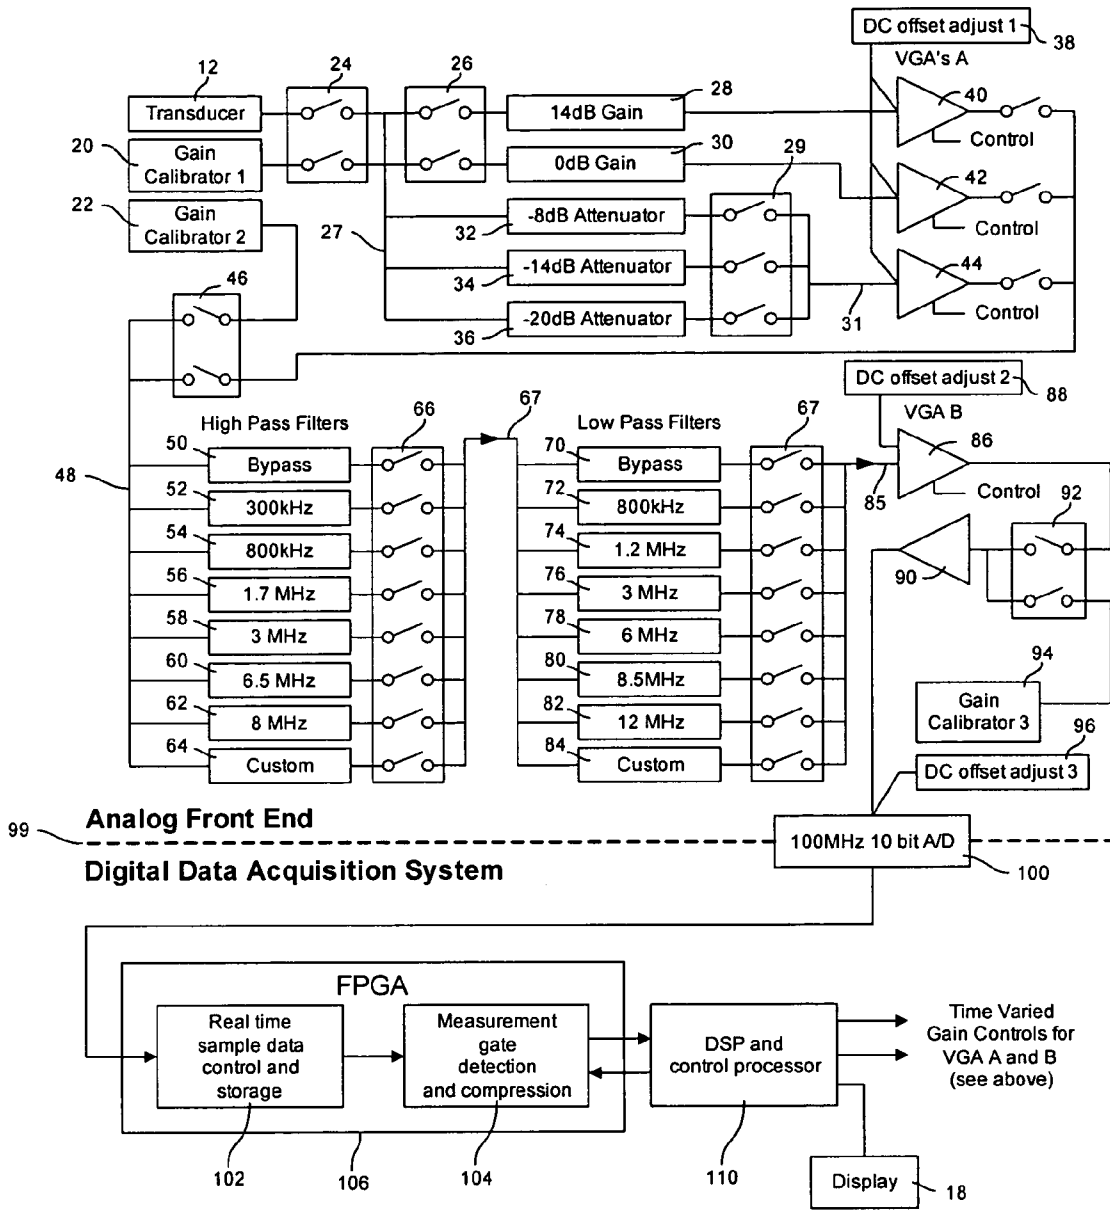 DC offset adjust 1
38
VGA's A
12
24
26
28
40
Transducer
14dB Gain
Control
20
Gain
Calibrator 1
30
0dB Gain
29
42
22
Gain
Calibrator 2
-8dB Attenuator
32
Control
27
-14dB Attenuator
34
44
46
-20dB Attenuator
36
31
Control
DC offset adjust 2
88
High Pass Filters
66
67
Low Pass Filters
67
VGA B
86
50
Bypass
70
Bypass
48
85
Control
52
300kHz
72
800kHz
92
54
800kHz
74
1.2 MHz
90
56
1.7 MHz
76
3 MHz
58
3 MHz
78
6 MHz
60
6.5 MHz
80
8.5MHz
94
Gain
Calibrator 3
62
8 MHz
82
12 MHz
96
64
Custom
84
Custom
DC offset adjust 3
Analog Front End
99
100MHz 10 bit A/D
100
Digital Data Acquisition System
FPGA
Real time
sample data
control and
storage
Measurement
gate
detection
and compression
DSP and
control processor
Time Varied
Gain Controls for
VGA A and B
(see above)
102
106
104
110
Display
18